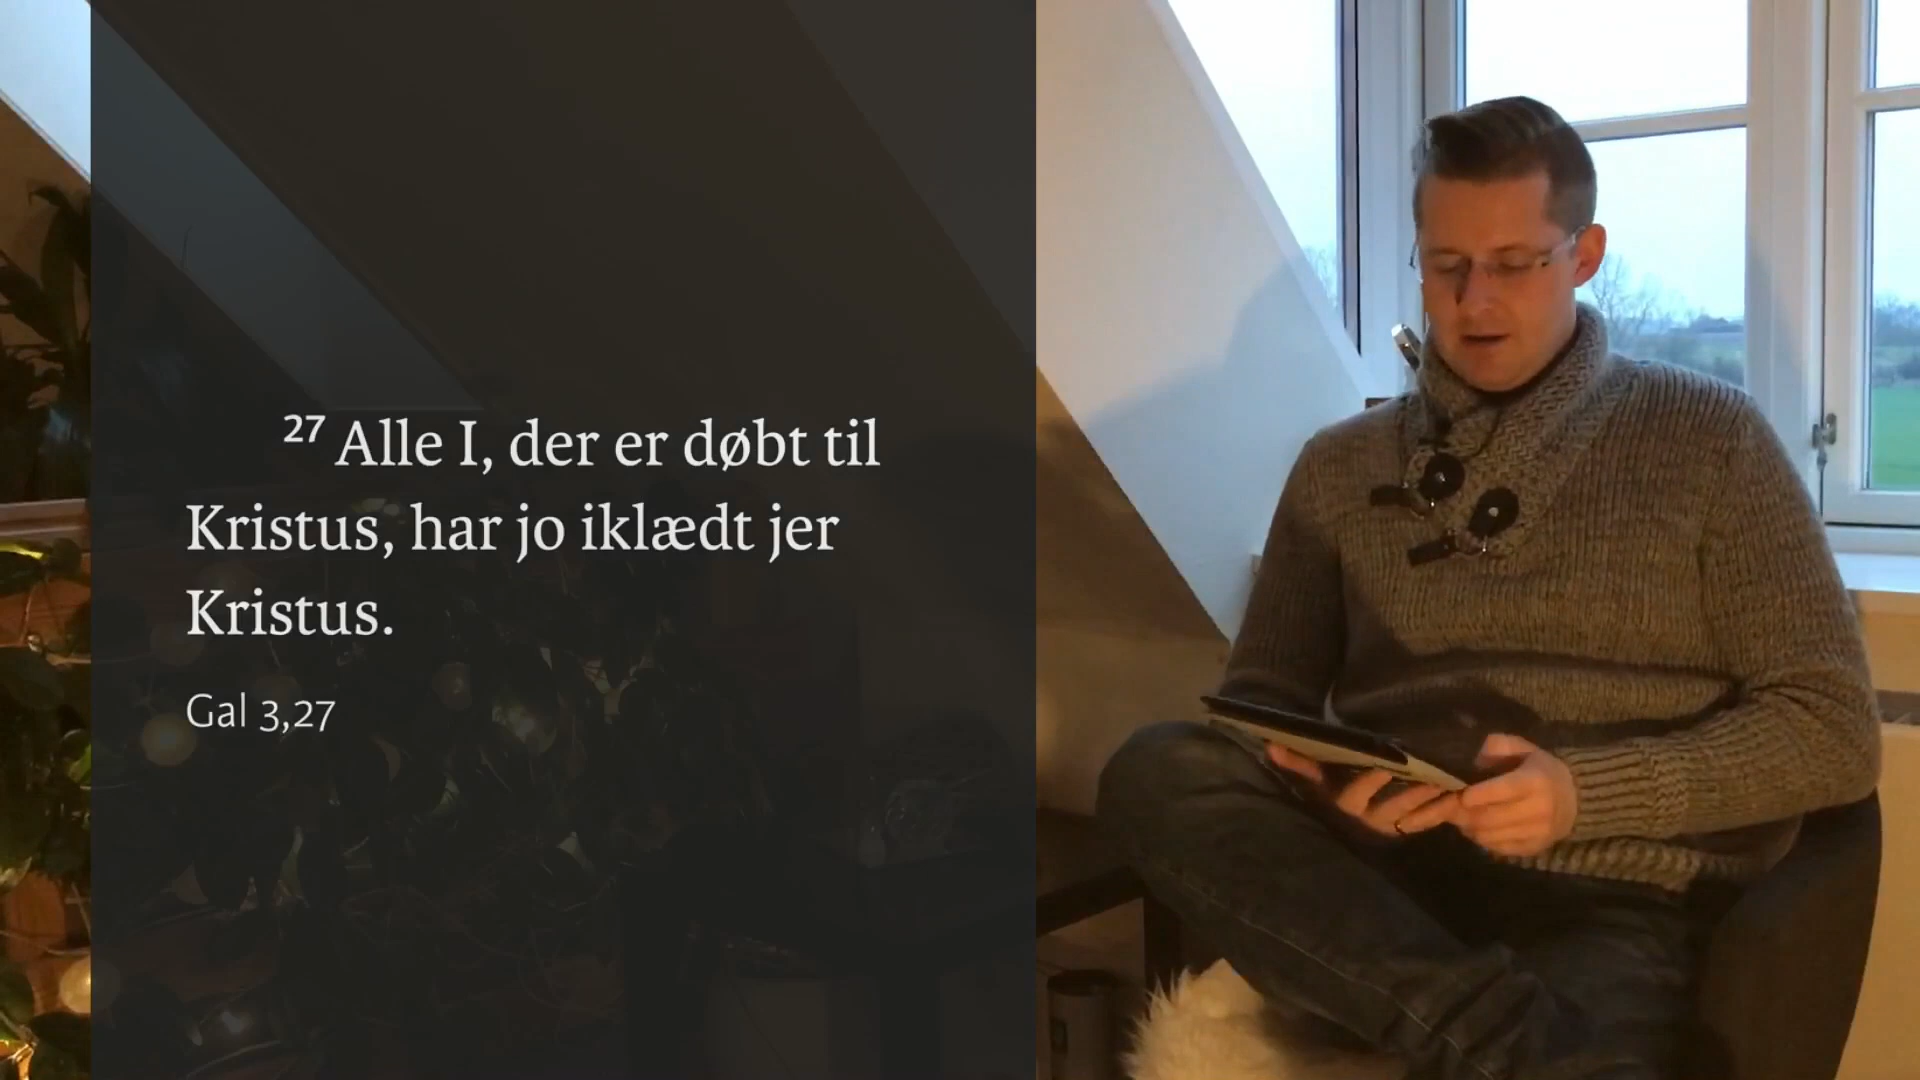 27 Alle I, der er døbt til
Kristus, har jo iklædt jer
Kristus.
Gal 3,27